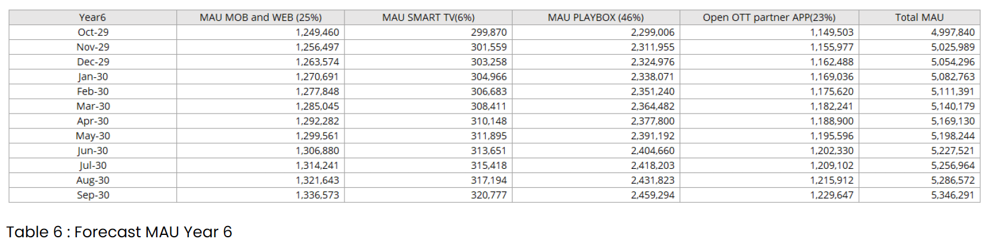 Year6 MAU MOB and WEB (25%) MAU SMART TV(6%) MAU PLAYBOX (46%) Open OTT partner APP(23%) Total MAU
Oct-29 1,249,460 299,870 2,299,006 1,149,503 4,997,840
Nov-29 1,256,497 301,559 2,311,955 1,155,977 5,025,989
Dec-29 1,263,574 303,258 2,324,976 1,162,488 5,054,296
Jan-30 1,270,691 304,966 2,338,071 1,169,036 5,082,763
Feb-30 1,277,848 306,683 2,351,240 1,175,620 5,111,391
Mar-30 1,285,045 308,411 2,364,482 1,182,241 5,140,179
Apr-30 1,292,282 310,148 2,377,800 1,188,900 5,169,130
May-30 1,299,561 311,895 2,391,192 1,195,596 5,198,244
Jun-30 1,306,880 313,651 2,404,660 1,202,330 5,227,521
Jul-30 1,314,241 315,418 2,418,203 1,209,102 5,256,964
Aug-30 1,321,643 317,194 2,431,823 1,215,912 5,286,572
Sep-30 1,336,573 320,777 2,459,294 1,229,647 5,346,291
Table 6 : Forecast MAU Year 6